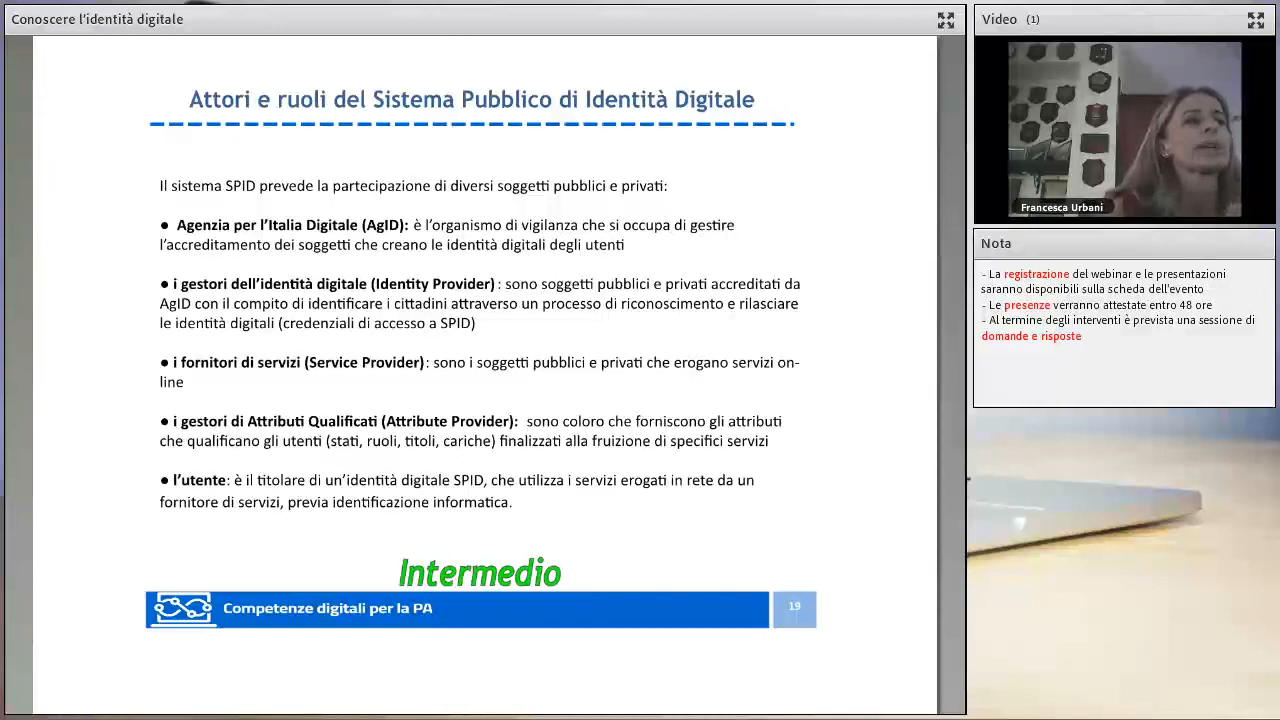 Conoscere l'identità digitale
Attori e ruoli del Sistema Pubblico di Identità Digitale
Il sistema SPID prevede la partecipazione di diversi soggetti pubblici e privati:
● Agenzia per l'Italia Digitale (AgID): è l'organismo di vigilanza che si occupa di gestire
l'accreditamento dei soggetti che creano le identità digitali degli utenti
● i gestori dell'identità digitale (Identity Provider) : sono soggetti pubblici e privati accreditati da
AgID con il compito di identificare i cittadini attraverso un processo di riconoscimento e rilasciare
le identità digitali (credenziali di accesso a SPID)
● i fornitori di servizi (Service Provider): sono i soggetti pubblici e privati che erogano servizi on-
line
● i gestori di Attributi Qualificati (Attribute Provider): sono coloro che forniscono gli attributi
che qualificano gli utenti (stati, ruoli, titoli, cariche) finalizzati alla fruizione di specifici servizi
● l'utente: è il titolare di un'identità digitale SPID, che utilizza i servizi erogati in rete da un
fornitore di servizi, previa identificazione informatica.
Intermedio
Competenze digitali per la PA
19
Video (1)
Francesca Urbani
Nota
- La registrazione del webinar e le presentazioni
saranno disponibili sulla scheda dell'evento
- Le presenze verranno attestate entro 48 ore
- Al termine degli interventi è prevista una sessione di
domande e risposte